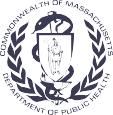 COMMONWEALTH OF MASSACHUSETTS
DEPARTMENT OF PUBLIC HEALTH